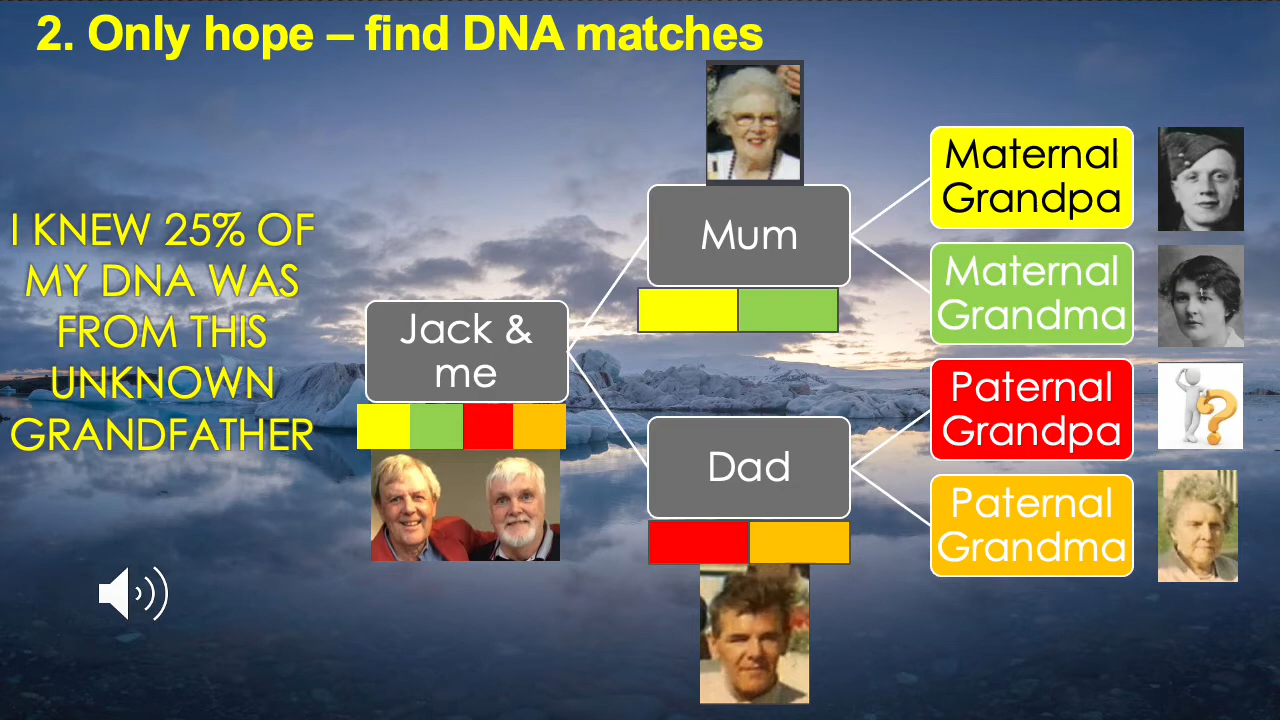 2. Only hope – find DNA matches
I KNEW 25% OF
MY DNA WAS
FROM THIS
UNKNOWN
GRANDFATHER
Jack &
me
Mum
Dad
Maternal
Grandpa
Maternal
Grandma
Paternal
Grandpa
Paternal
Grandma